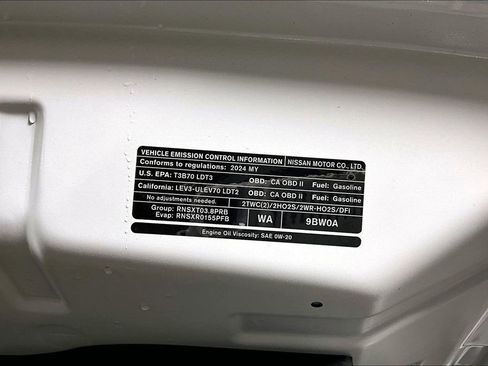 VEHICLE EMISSION CONTROL INFORMATION NISSAN MOTOR CO., LTD.
Conforms to regulations: 2024 MY
U.S. EPA: T3B70 LDT3 OBD: CA OBD II Fuel: Gasoline
California: LEV3-ULEV70 LDT2 OBD: CA OBD II Fuel: Gasoline
No adjustments needed. 2TWC(2)/2HO2S/2WR-HO2S/DFI
Group: RNSXT03.8PRB
Evap: RNSXR0155PFB
WA 9BW0A
Engine Oil Viscosity: SAE 0W-20